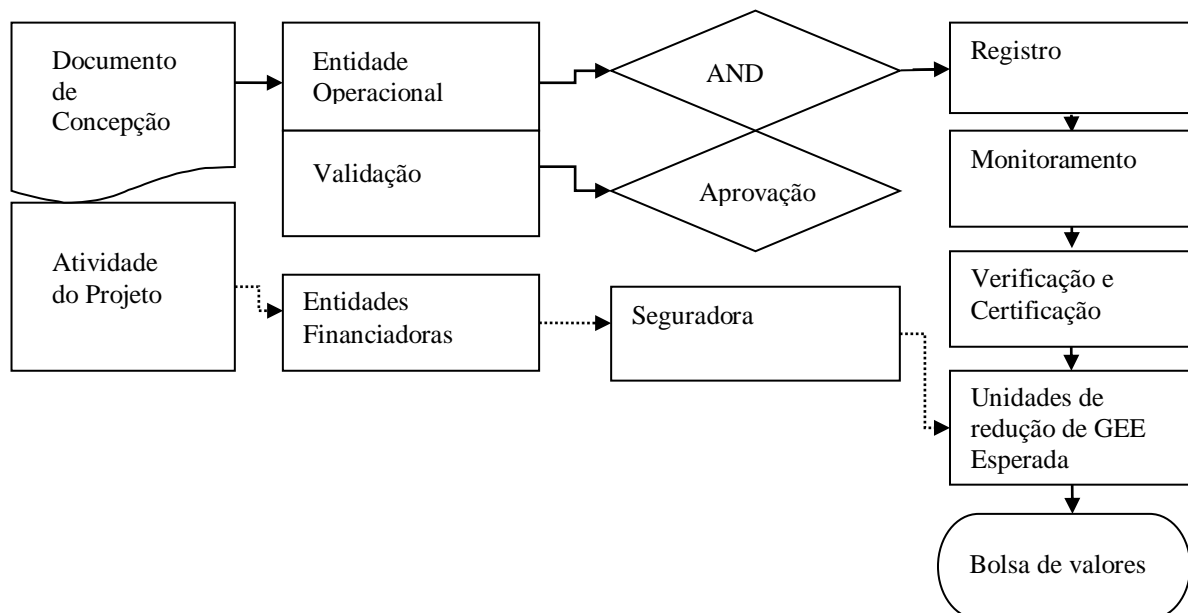 Documento
de
Concepção
Entidade
Operacional
AND
Registro
Validação
Aprovação
Monitoramento
Atividade
do Projeto
Entidades
Financiadoras
Seguradora
Verificação e
Certificação
Unidades de
redução de GEE
Esperada
Bolsa de valores